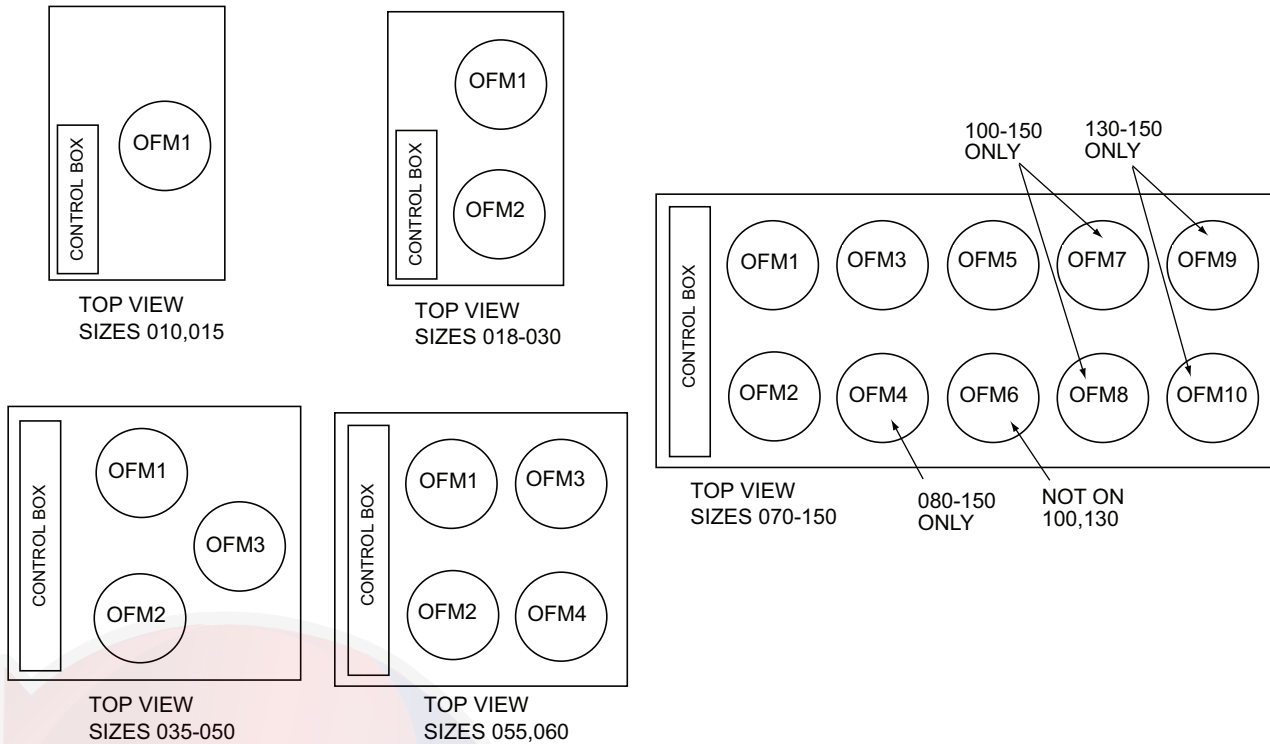 OFM1
CONTROL BOX
TOP VIEW
SIZES 010,015
OFM1
OFM2
CONTROL BOX
TOP VIEW
SIZES 018-030
100-150
ONLY
130-150
ONLY
CONTROL BOX
OFM1
OFM3
OFM5
OFM7
OFM9
OFM2
OFM4
OFM6
OFM8
OFM10
TOP VIEW
SIZES 070-150
080-150
ONLY
NOT ON
100,130
CONTROL BOX
OFM1
OFM3
OFM2
TOP VIEW
SIZES 035-050
CONTROL BOX
OFM1
OFM3
OFM2
OFM4
TOP VIEW
SIZES 055,060